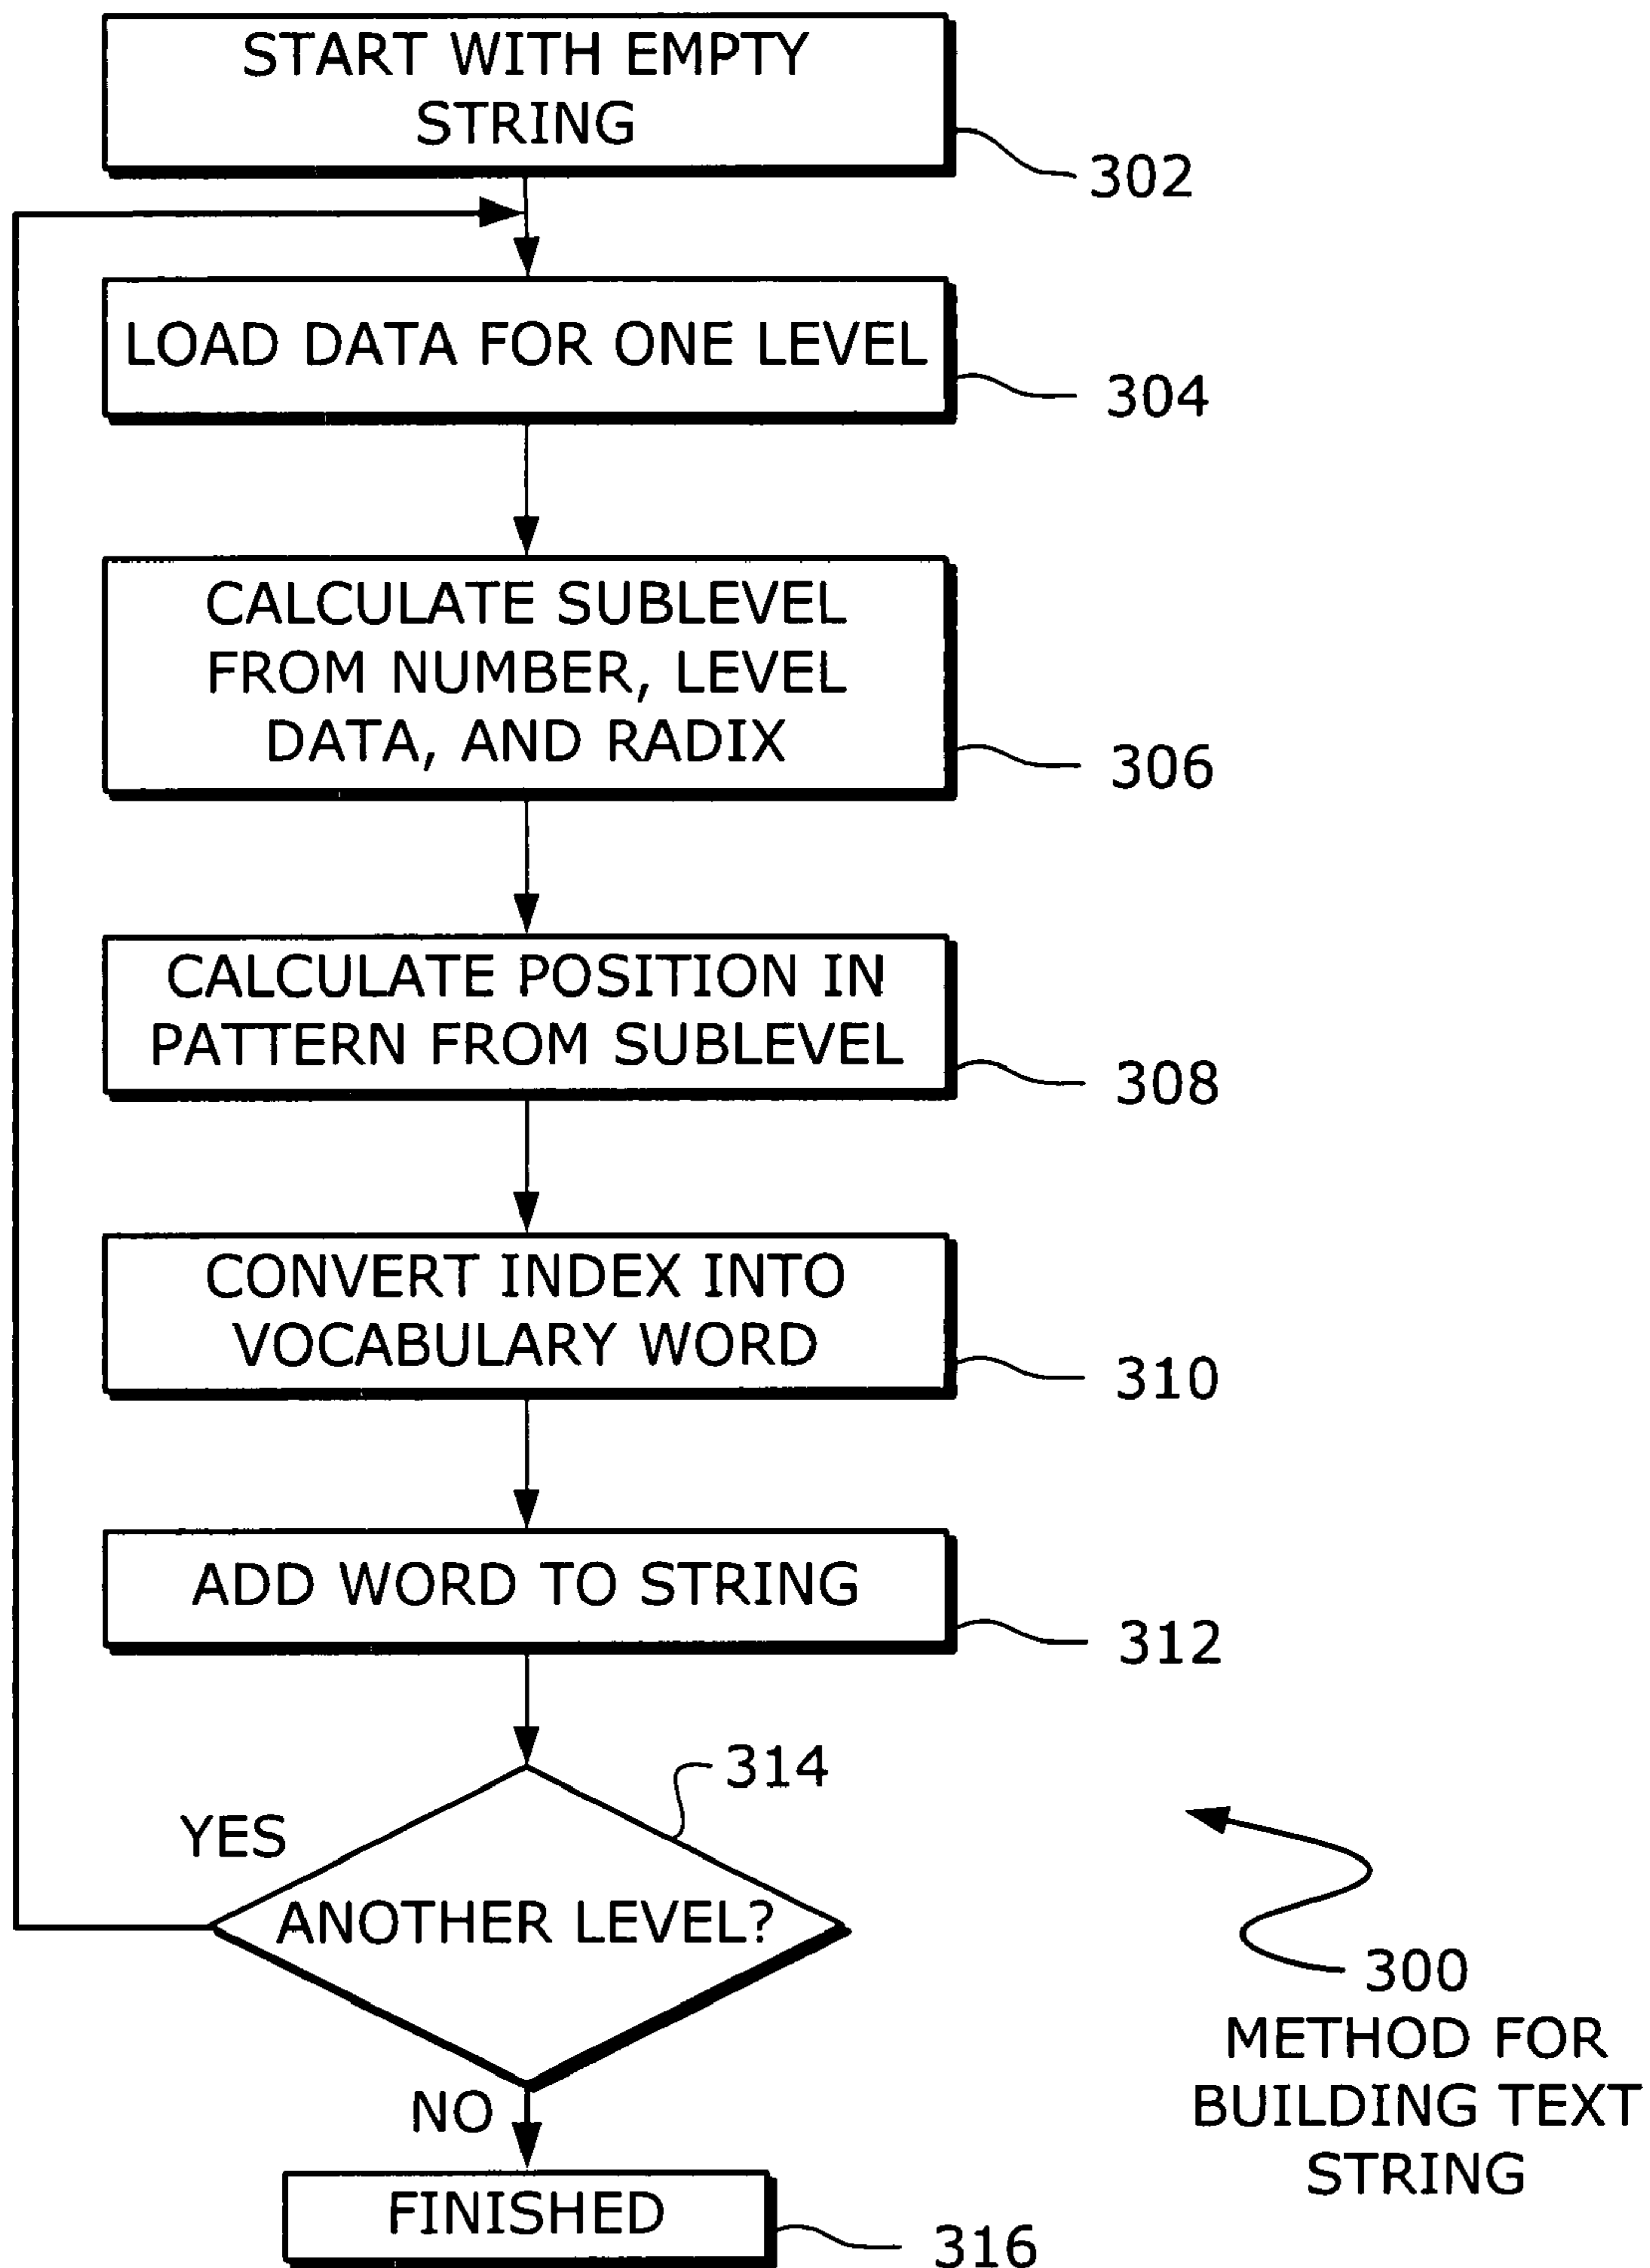 START WITH EMPTY
STRING
302
LOAD DATA FOR ONE LEVEL
304
CALCULATE SUBLEVEL
FROM NUMBER, LEVEL
DATA, AND RADIX
306
CALCULATE POSITION IN
PATTERN FROM SUBLEVEL
308
CONVERT INDEX INTO
VOCABULARY WORD
310
ADD WORD TO STRING
312
314
YES
ANOTHER LEVEL?
300
METHOD FOR
BUILDING TEXT
STRING
NO
FINISHED
316